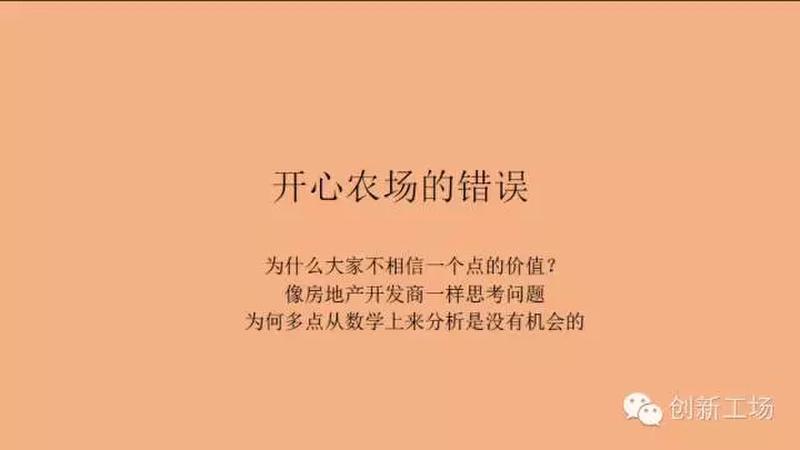 开心农场的错误
为什么大家不相信一个点的价值？
像房地产开发商一样思考问题
为何多点从数学上来分析是没有机会的
创新工场